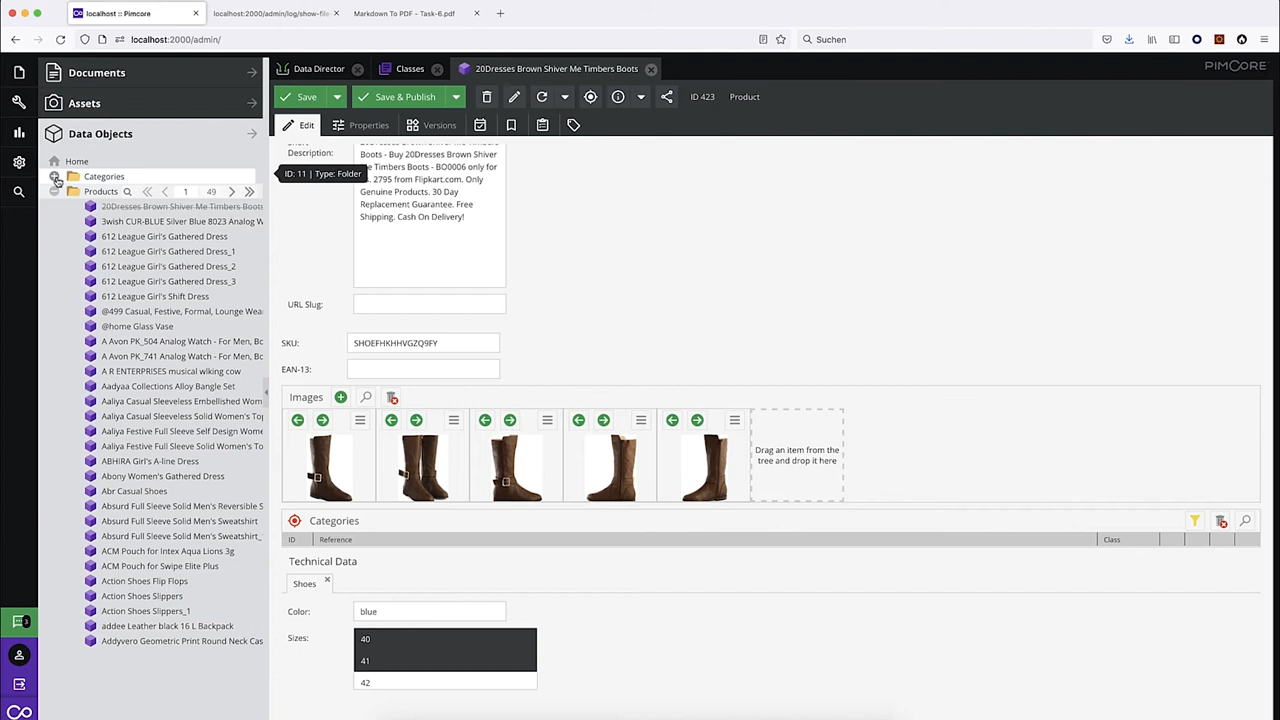 localhost :: Pimcore
localhost:2000/admin/log/show-file-
Markdown To PDF - Task-6.pdf
localhost:2000/admin/
Suchen
Documents
Assets
Data Objects
Home
Categories
Products
1
49
20Dresses Brown Shiver Me Timbers Boots
3wish CUR-BLUE Silver Blue 8023 Analog W
612 League Girl's Gathered Dress
612 League Girl's Gathered Dress_1
612 League Girl's Gathered Dress_2
612 League Girl's Gathered Dress_3
612 League Girl's Shift Dress
@499 Casual, Festive, Formal, Lounge Wea
@home Glass Vase
A Avon PK_504 Analog Watch - For Men, Bo
A Avon PK_741 Analog Watch - For Men, Bo
A R ENTERPRISES musical wlking cow
Aadyaa Collections Alloy Bangle Set
Aaliya Casual Sleeveless Embellished Wom
Aaliya Casual Sleeveless Solid Women's Top
Aaliya Festive Full Sleeve Self Design Wome
Aaliya Festive Full Sleeve Solid Women's To
ABHIRA Girl's A-line Dress
Abony Women's Gathered Dress
Abr Casual Shoes
Absurd Full Sleeve Solid Men's Reversible S
Absurd Full Sleeve Solid Men's Sweatshirt
Absurd Full Sleeve Solid Men's Sweatshirt_
ACM Pouch for Intex Aqua Lions 3g
ACM Pouch for Swipe Elite Plus
Action Shoes Flip Flops
Action Shoes Slippers
Action Shoes Slippers_1
addee Leather black 16 L Backpack
Addyvero Geometric Print Round Neck Cas
Data Director
Classes
20Dresses Brown Shiver Me Timbers Boots
PIMCORE
Save
Save & Publish
ID 423
Product
Edit
Properties
Versions
ID: 11 | Type: Folder
Description:
Boots - Buy 20Dresses Brown Shiver
Me Timbers Boots - BO0006 only for
. 2795 from Flipkart.com. Only
Genuine Products. 30 Day
Replacement Guarantee. Free
Shipping. Cash On Delivery!
URL Slug:
SKU:
SHOEFHKHHVGZQ9FY
EAN-13:
Images
Drag an item from the
tree and drop it here
Categories
ID
Reference
Class
Technical Data
Shoes
Color:
blue
Sizes:
40
41
42